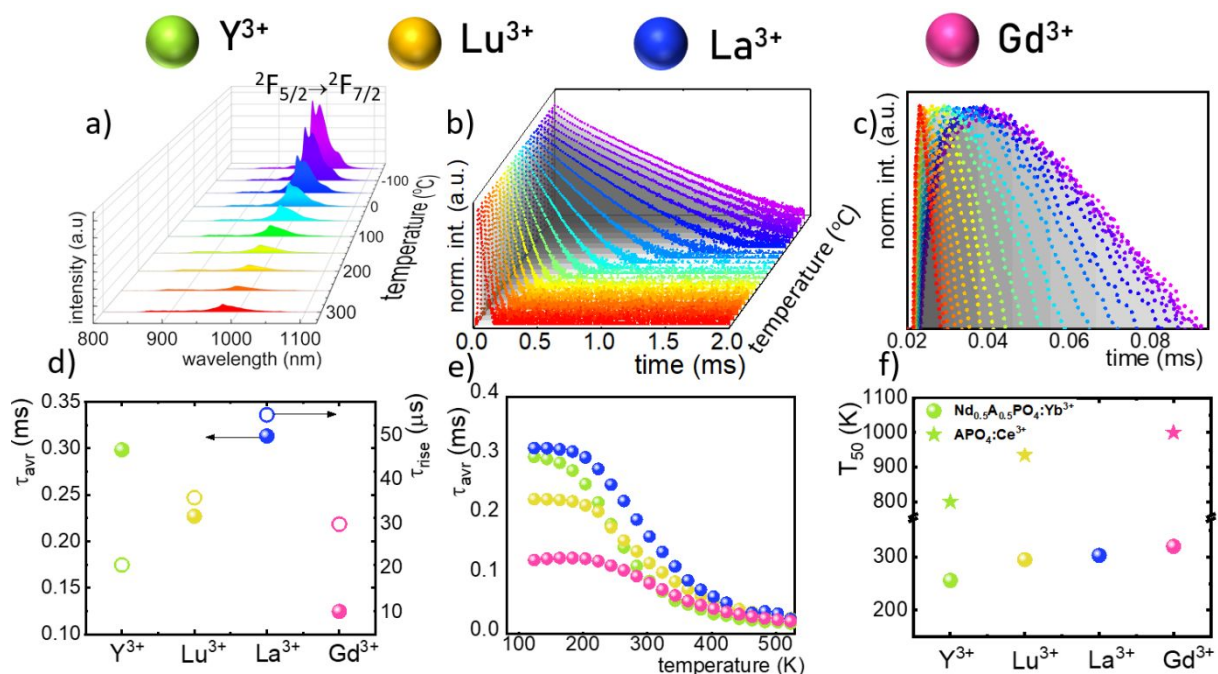 Y³⁺ Lu³⁺ La³⁺ Gd³⁺
a)
²F₅/₂→²F₇/₂
intensity (a.u
800 900 1000 1100
wavelength (nm)
-100
0
100
200
300
temperature (ºC)
b)
norm. int. (a.u.)
0.0 0.5 1.0 1.5 2.0
time (ms)
temperature (ºC)
c)
norm. int. (a.u.)
0.02 0.04 0.06 0.08
time (ms)
d)
τavr (ms)
0.35
0.30
0.25
0.20
0.15
0.10
Y³⁺ Lu³⁺ La³⁺ Gd³⁺
50
40
30
20
10
τrise (μs)
e)
τavr (ms)
0.4
0.3
0.2
0.1
0.0
100 200 300 400 500
temperature (K)
f)
T₅₀ (K)
1100
1000
900
800
300
200
Nd₀.₅A₀.₅PO₄:Yb³⁺
APO₄:Ce³⁺
Y³⁺ Lu³⁺ La³⁺ Gd³⁺